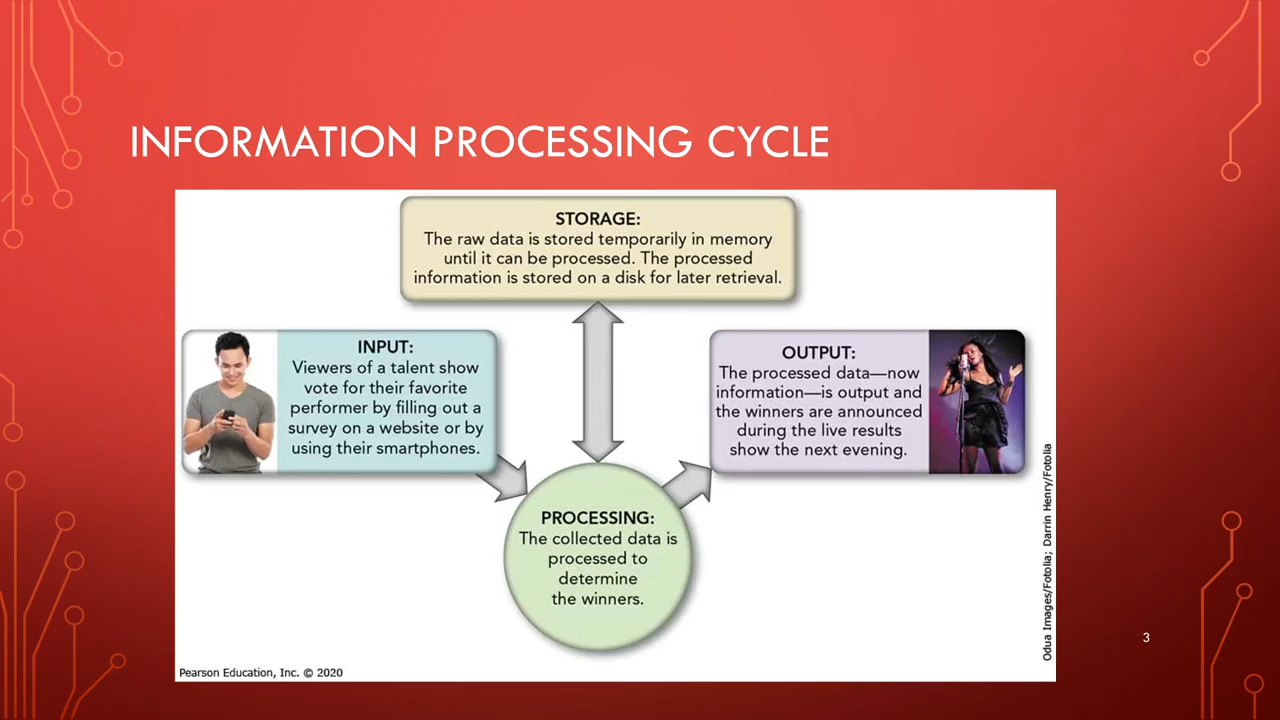 INFORMATION PROCESSING CYCLE
STORAGE:
The raw data is stored temporarily in memory
until it can be processed. The processed
information is stored on a disk for later retrieval.
INPUT:
Viewers of a talent show
vote for their favorite
performer by filling out a
survey on a website or by
using their smartphones.
OUTPUT:
The processed data—now
information—is output and
the winners are announced
during the live results
show the next evening.
PROCESSING:
The collected data is
processed to
determine
the winners.
Odua Images/Fotolia; Darrin Henry/Fotolia
3
Pearson Education, Inc. © 2020